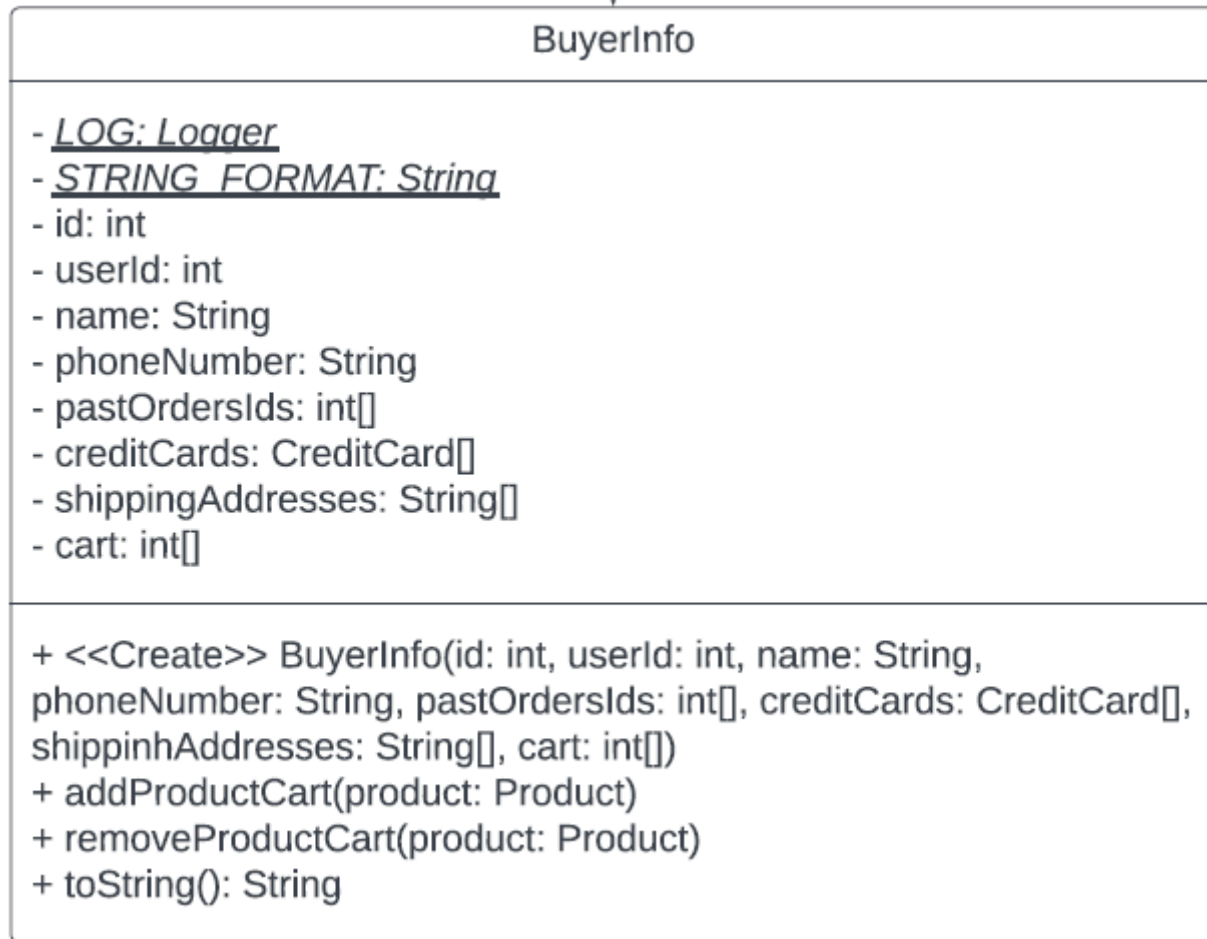 BuyerInfo
- LOG: Logger
- STRING_FORMAT: String
- id: int
- userId: int
- name: String
- phoneNumber: String
- pastOrdersIds: int[]
- creditCards: CreditCard[]
- shippingAddresses: String[]
- cart: int[]
+ <<Create>> BuyerInfo(id: int, userId: int, name: String,
phoneNumber: String, pastOrdersIds: int[], creditCards: CreditCard[],
shippinhAddresses: String[], cart: int[])
+ addProductCart(product: Product)
+ removeProductCart(product: Product)
+ toString(): String